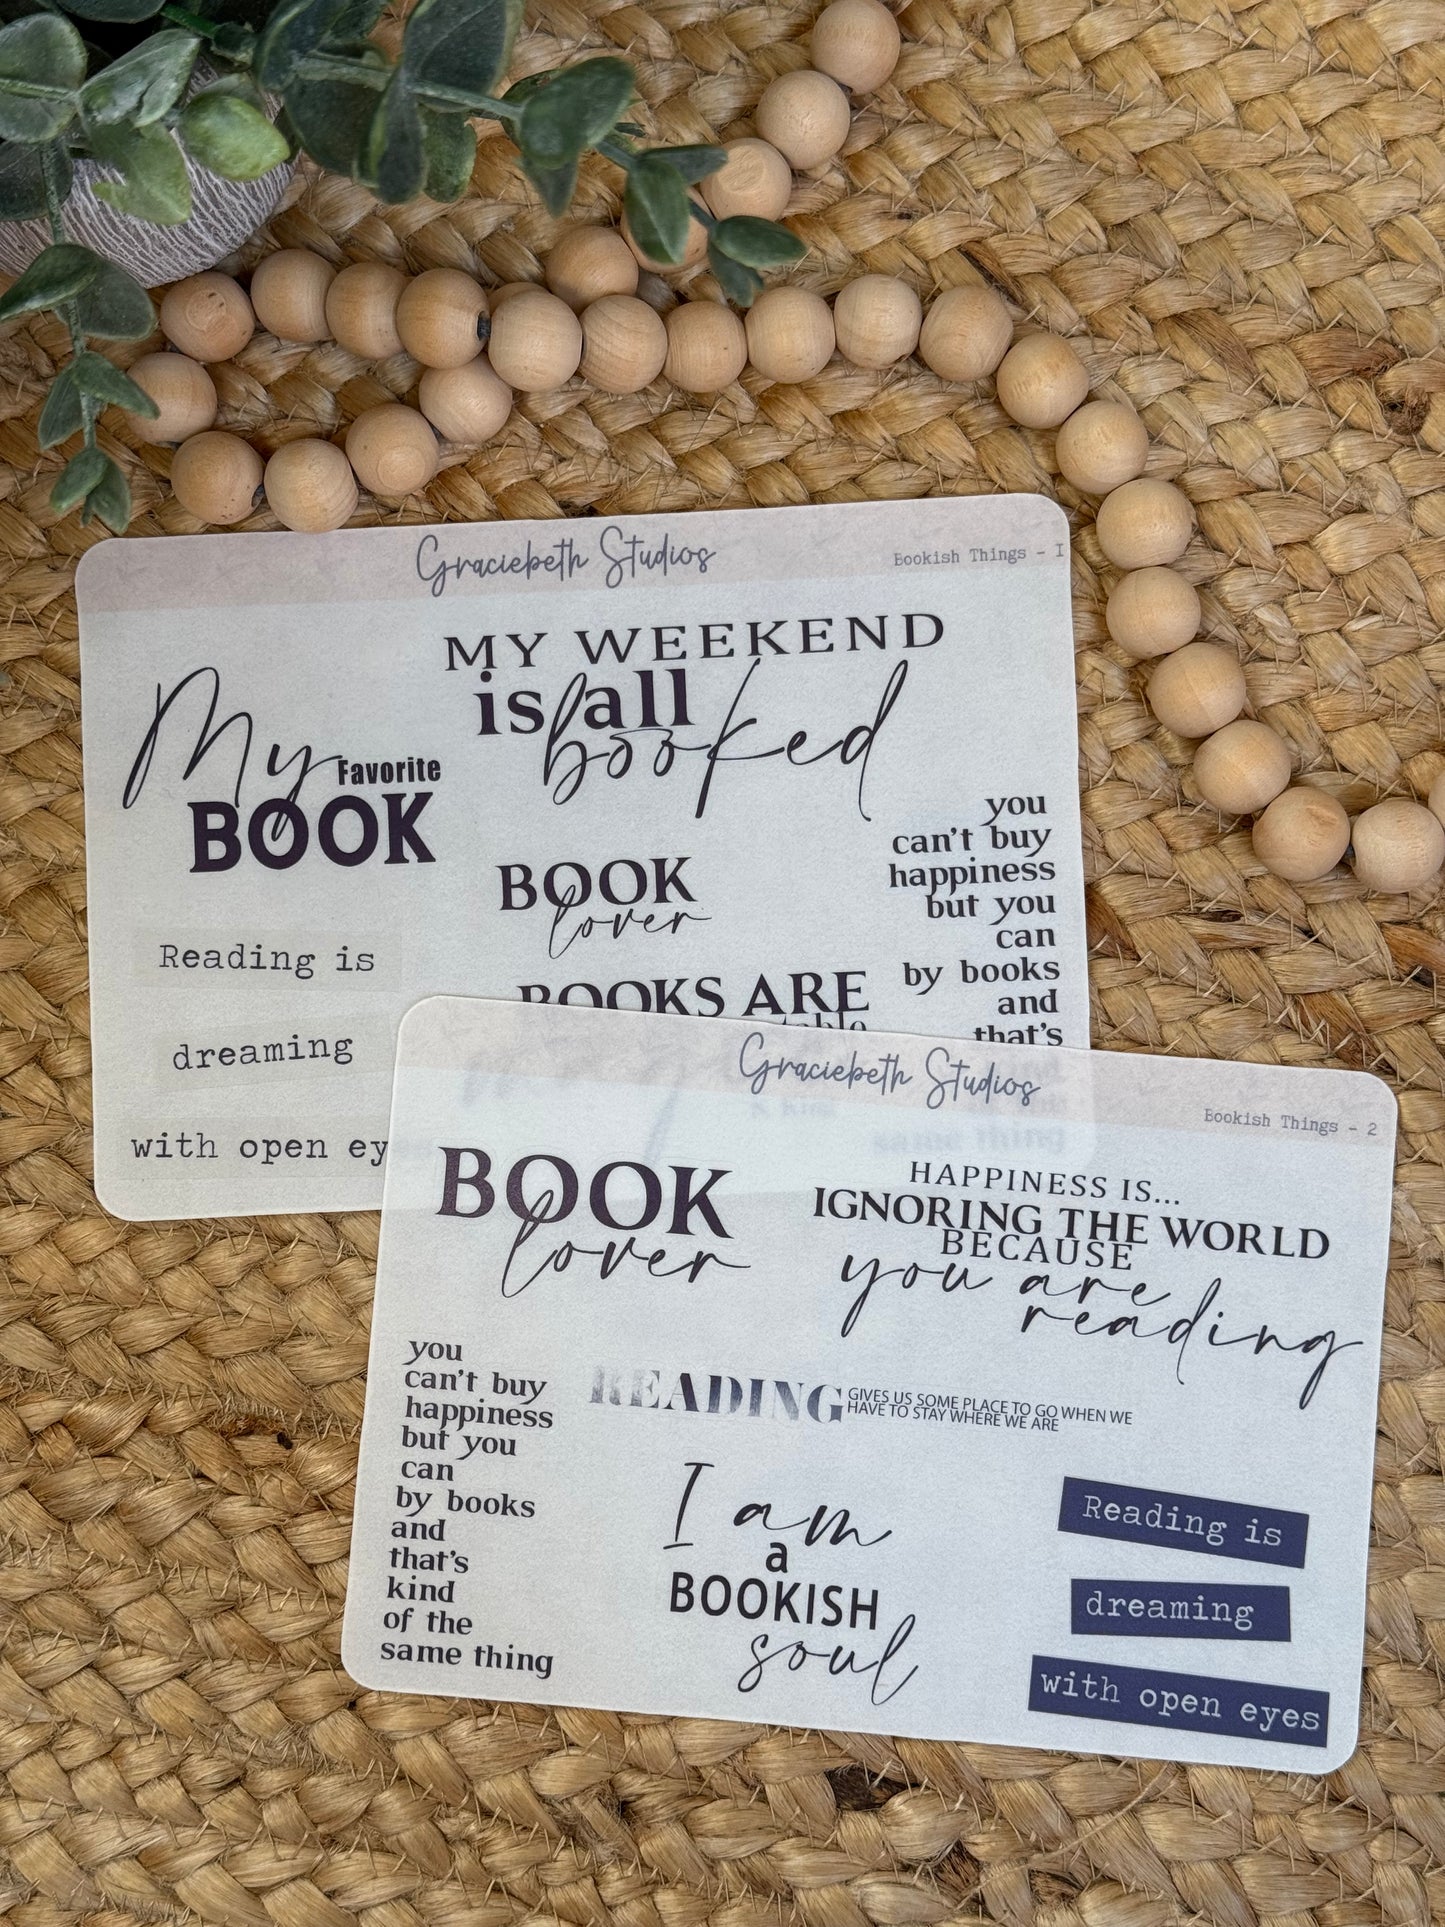 Graciebeth Studios
Bookish Things - 1
MY WEEKEND
is all
booked
My
Favorite
BOOK
you
can't buy
happiness
but you
can
by books
and
that's
BOOK
lover
Reading is
dreaming
with open ey
BOOKS ARE
Graciebeth Studios
Bookish Things - 2
BOOK
lover
HAPPINESS IS...
IGNORING THE WORLD
BECAUSE
you are
reading
you
can't buy
happiness
but you
can
by books
and
that's
kind
of the
same thing
READING
GIVES US SOME PLACE TO GO WHEN WE
HAVE TO STAY WHERE WE ARE
I am
a
BOOKISH
soul
Reading is
dreaming
with open eyes